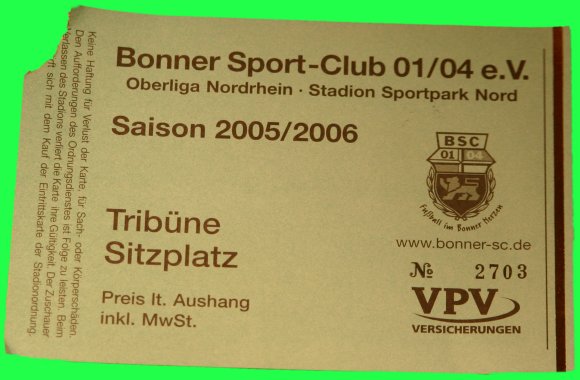 Bonner Sport-Club 01/04 e.V.
Oberliga Nordrhein · Stadion Sportpark Nord
Saison 2005/2006
BSC
01 04
Fußball im Bonner Herzen
www.bonner-sc.de
Tribüne
Sitzplatz
№ 2703
Preis lt. Aushang
inkl. MwSt.
VPV
VERSICHERUNGEN
Keine Haftung für Verlust der Karte, für Sach- oder Körperschäden.
Den Aufforderungen des Ordnungsdienstes ist Folge zu leisten. Beim
Verlassen des Stadions verliert die Karte ihre Gültigkeit. Der Zuschauer
sich mit dem Kauf der Eintrittskarte der Stadionordnung.